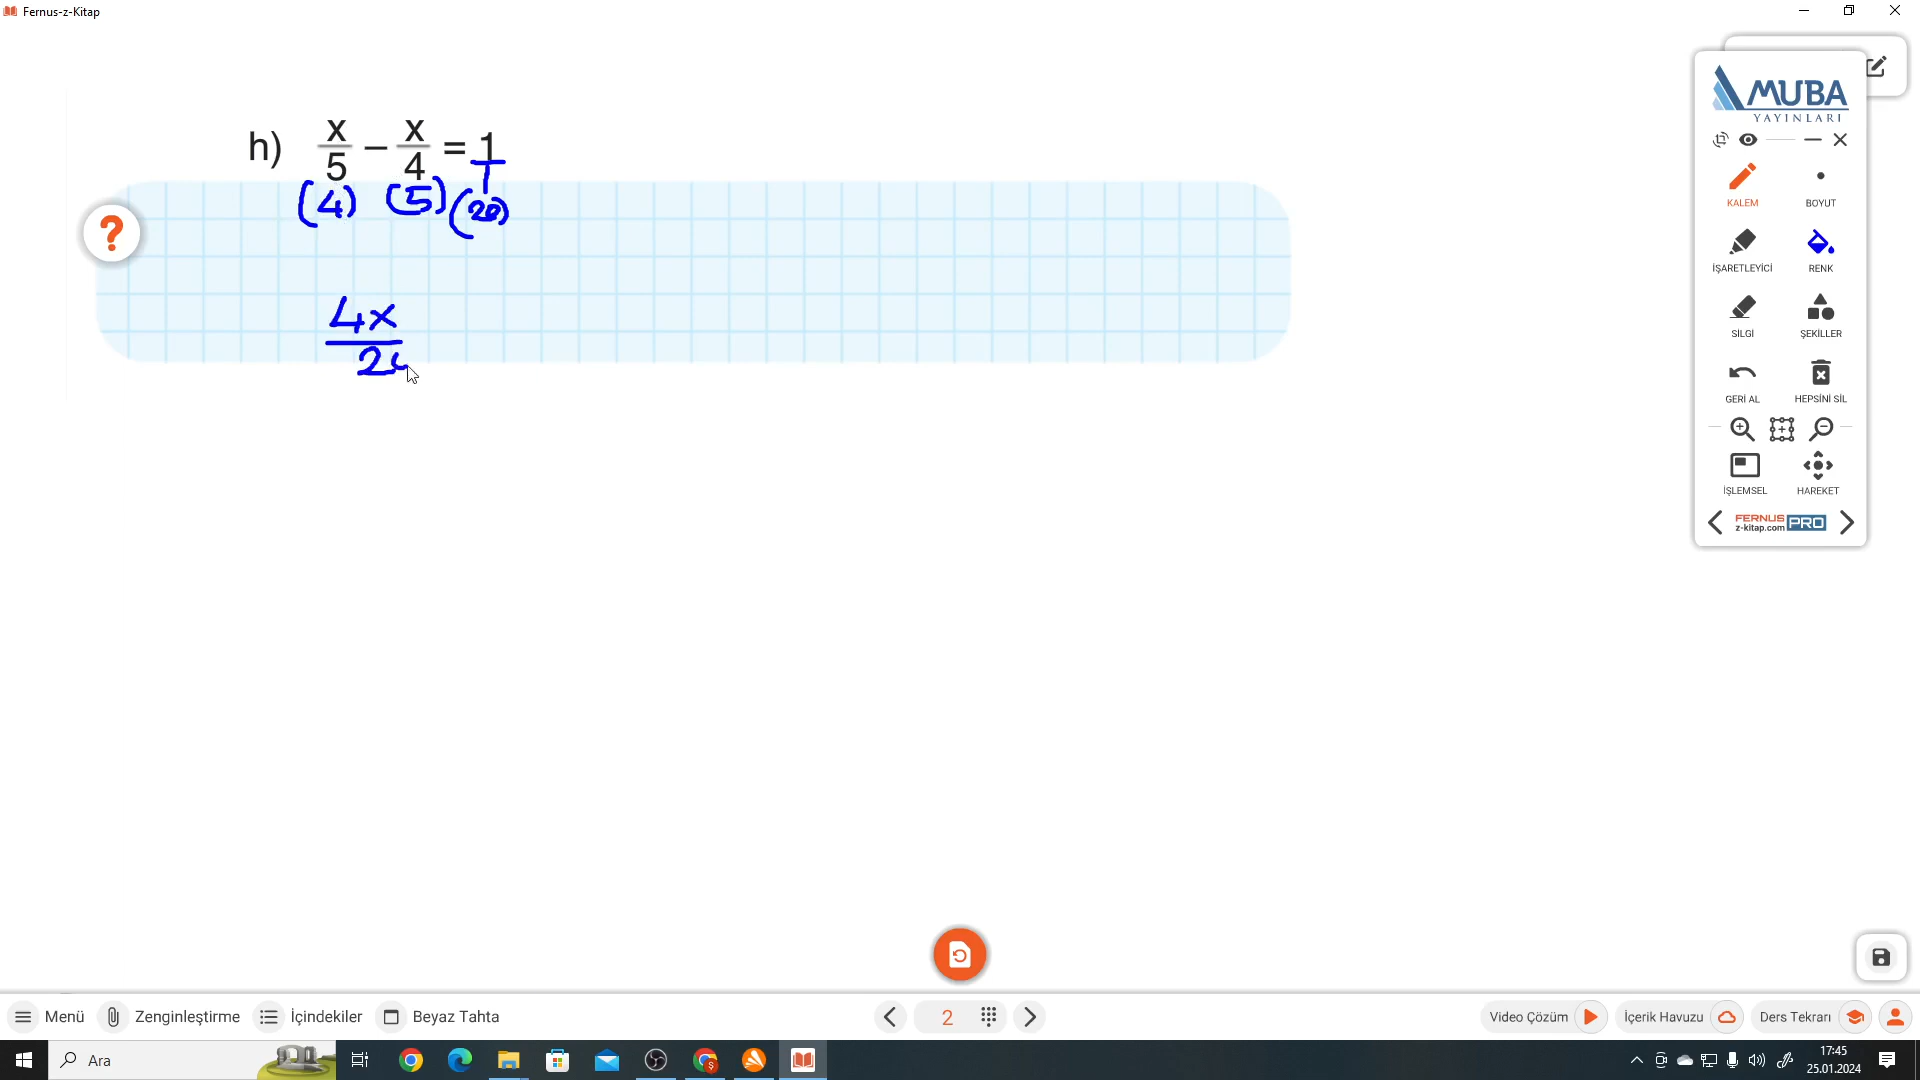 Fernus-z-Kitap
MUBA
YAYINLARI
h) x/5 − x/4 = 1/1
(4) (5) (20)
?
4x/20
KALEM BOYUT
İŞARETLEYİCİ RENK
SİLGİ ŞEKİLLER
GERİ AL HEPSİNİ SİL
İŞLEMSEL HAREKET
FERNUS PRO
z-kitap.com
Menü Zenginleştirme İçindekiler Beyaz Tahta 2 Video Çözüm İçerik Havuzu Ders Tekrarı
Ara 17:45
25.01.2024